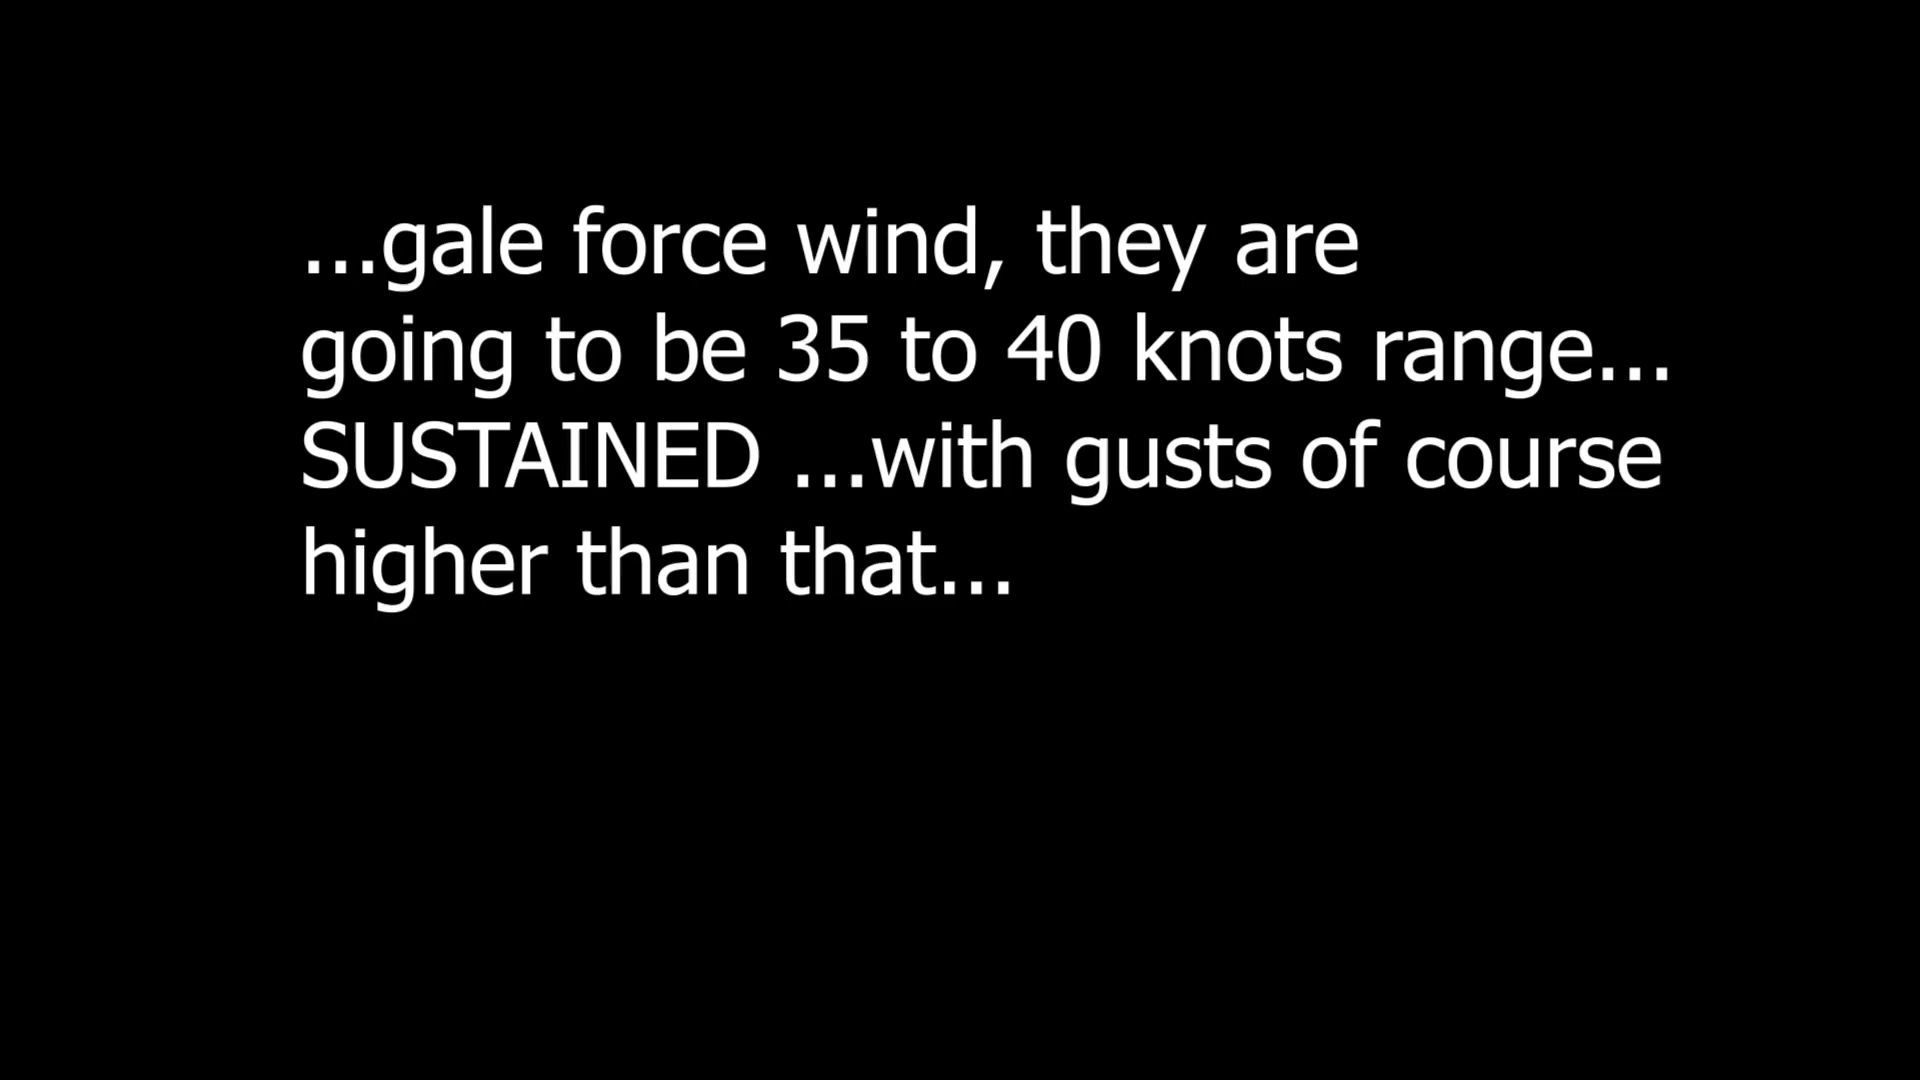 ...gale force wind, they are
going to be 35 to 40 knots range...
SUSTAINED ...with gusts of course
higher than that...